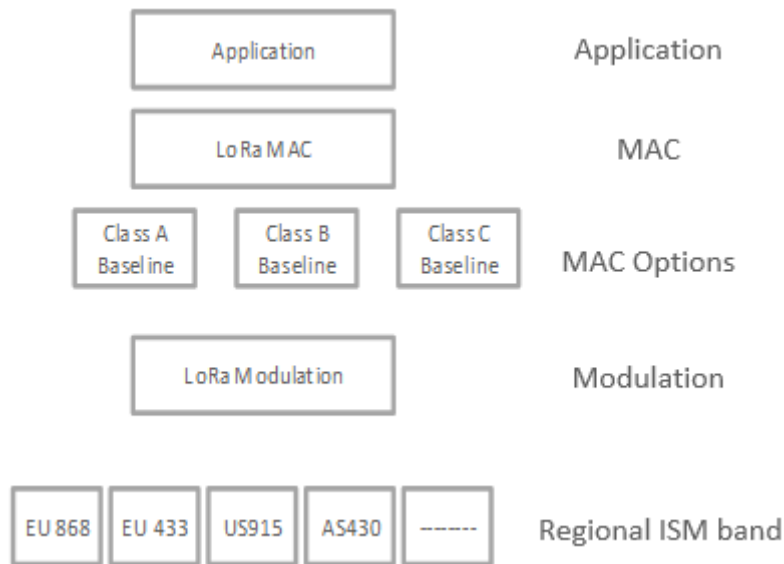 Application
Application
LoRa MAC
MAC
Class A
Baseline
Class B
Baseline
Class C
Baseline
MAC Options
LoRa Modulation
Modulation
EU 868
EU 433
US915
AS430
--------
Regional ISM band